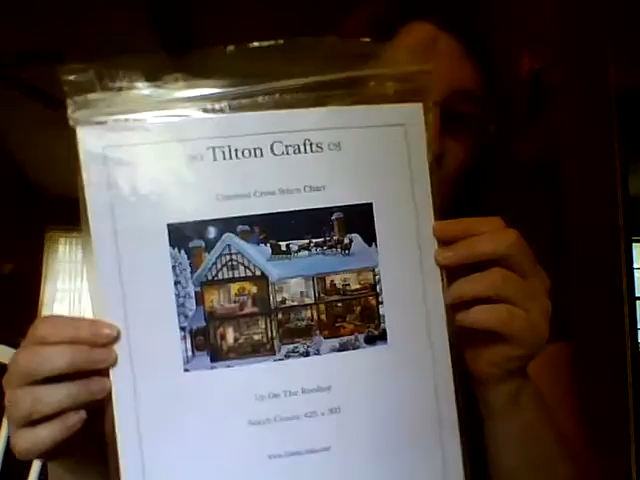 Tilton Crafts
Counted Cross Stitch Chart
Up On The Rooftop
Stitch Count: 425 x 303